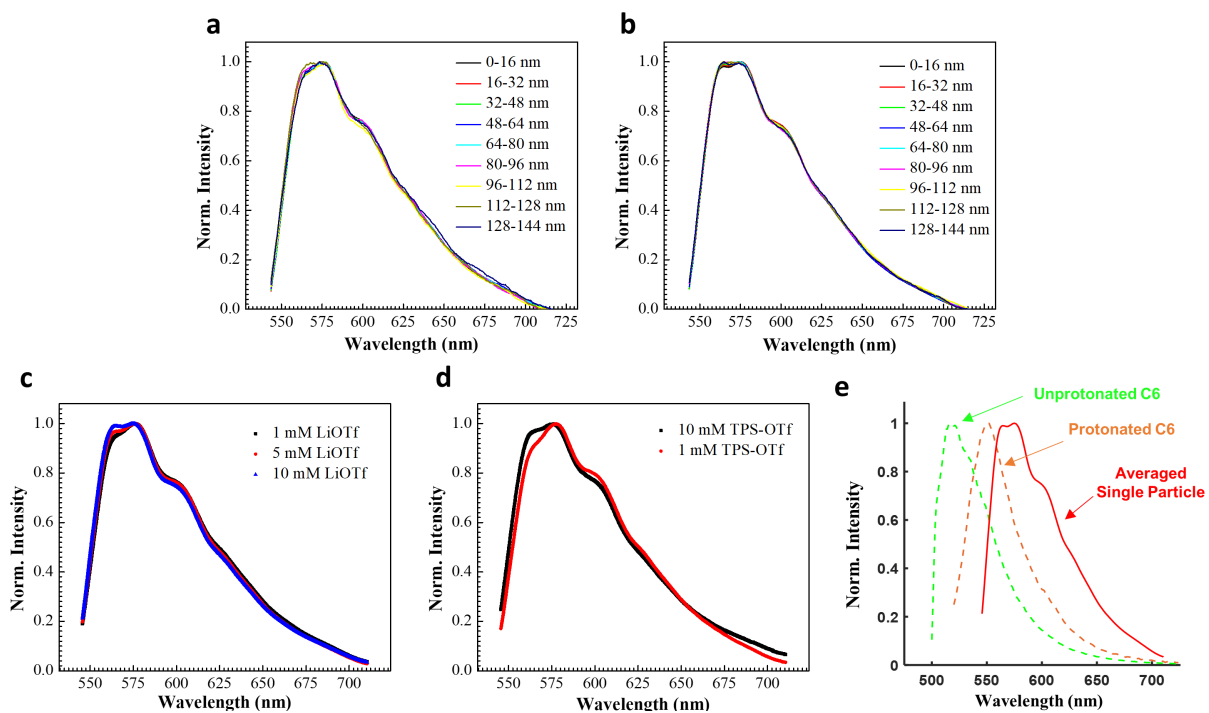 a
Norm. Intensity
1.0
0.8
0.6
0.4
0.2
0.0
550 575 600 625 650 675 700 725
Wavelength (nm)
0-16 nm
16-32 nm
32-48 nm
48-64 nm
64-80 nm
80-96 nm
96-112 nm
112-128 nm
128-144 nm
b
Norm. Intensity
1.0
0.8
0.6
0.4
0.2
0.0
550 575 600 625 650 675 700 725
Wavelength (nm)
0-16 nm
16-32 nm
32-48 nm
48-64 nm
64-80 nm
80-96 nm
96-112 nm
112-128 nm
128-144 nm
c
Norm. Intensity
1.0
0.8
0.6
0.4
0.2
0.0
550 575 600 625 650 675 700
Wavelength (nm)
1 mM LiOTf
5 mM LiOTf
10 mM LiOTf
d
Norm. Intensity
1.0
0.8
0.6
0.4
0.2
0.0
550 575 600 625 650 675 700
Wavelength (nm)
10 mM TPS-OTf
1 mM TPS-OTf
e
Norm. Intensity
1
0.8
0.6
0.4
0.2
0
500 550 600 650 700
Wavelength (nm)
Unprotonated C6
Protonated C6
Averaged
Single Particle